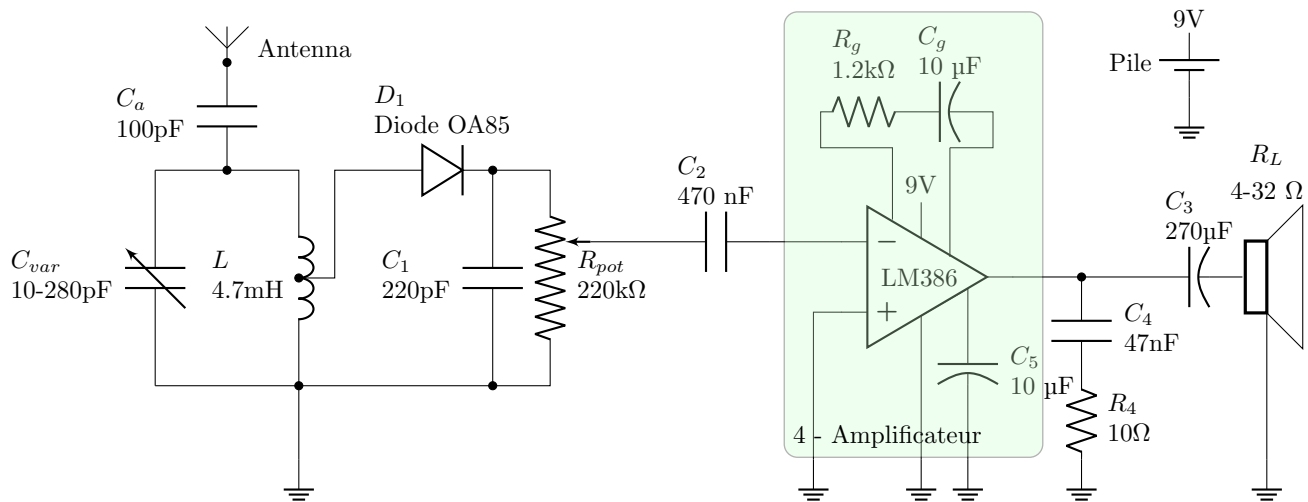 Antenna
C_a
100pF
C_var
10-280pF
L
4.7mH
D_1
Diode OA85
C_1
220pF
R_pot
220kΩ
C_2
470 nF
R_g
1.2kΩ
C_g
10 µF
9V
−
LM386
+
C_5
10 µF
4 - Amplificateur
C_4
47nF
R_4
10Ω
C_3
270µF
R_L
4-32 Ω
9V
Pile